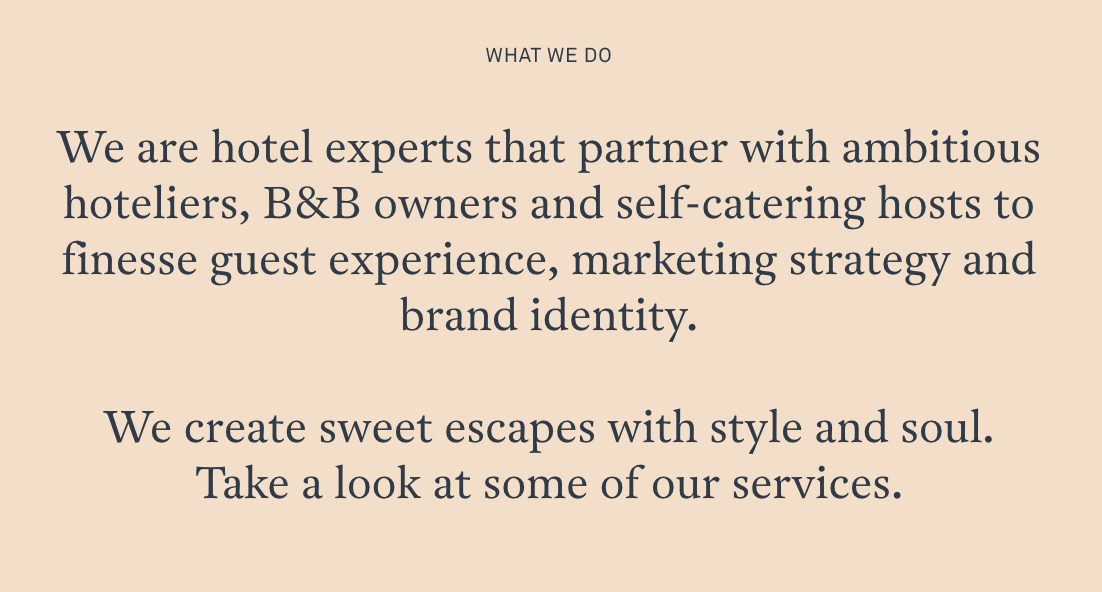 WHAT WE DO
We are hotel experts that partner with ambitious
hoteliers, B&B owners and self-catering hosts to
finesse guest experience, marketing strategy and
brand identity.
We create sweet escapes with style and soul.
Take a look at some of our services.